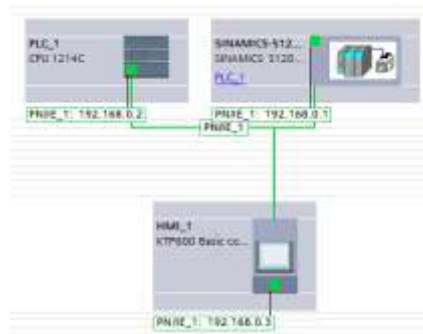 PLC_1
CPU 1214C
SINAMICS-S12...
SINAMICS S120...
PLC_1
PN/IE_1: 192.168.0.2
PN/IE_1: 192.168.0.1
PN/IE_1
HMI_1
KTP600 Basic co...
PN/IE_1: 192.168.0.3